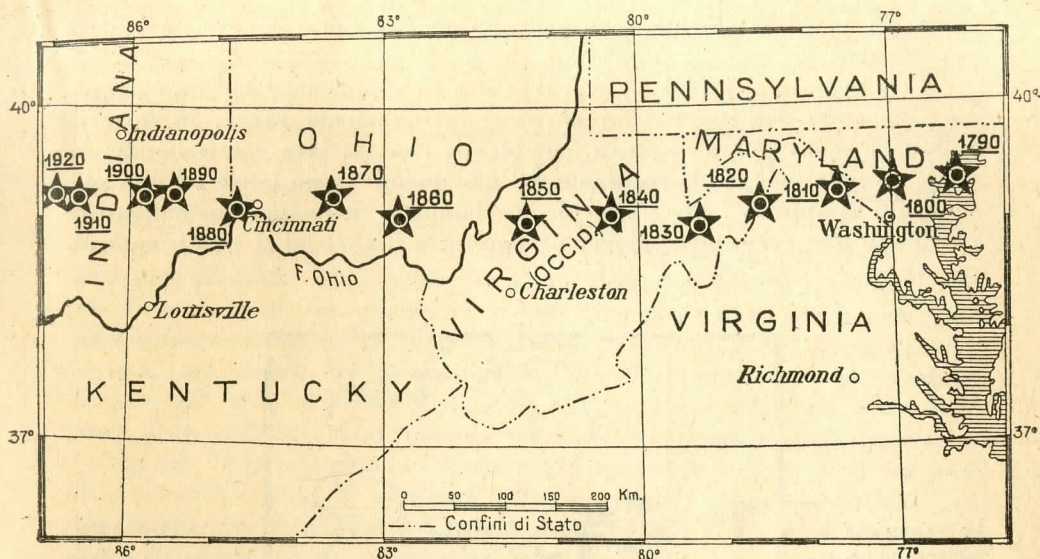 86°
83°
80°
77°
40°
PENNSYLVANIA
40°
INDIANA
Indianopolis
OHIO
MARYLAND
1790
1920
1900
1890
1870
1820
1810
1910
1880
Cincinnati
1860
1850
1840
1830
1800
Washington
VIRGINIA
(OCCID.)
F. Ohio
Charleston
Louisville
VIRGINIA
KENTUCKY
Richmond
37°
37°
0 50 100 150 200 Km.
Confini di Stato
86°
83°
80°
77°